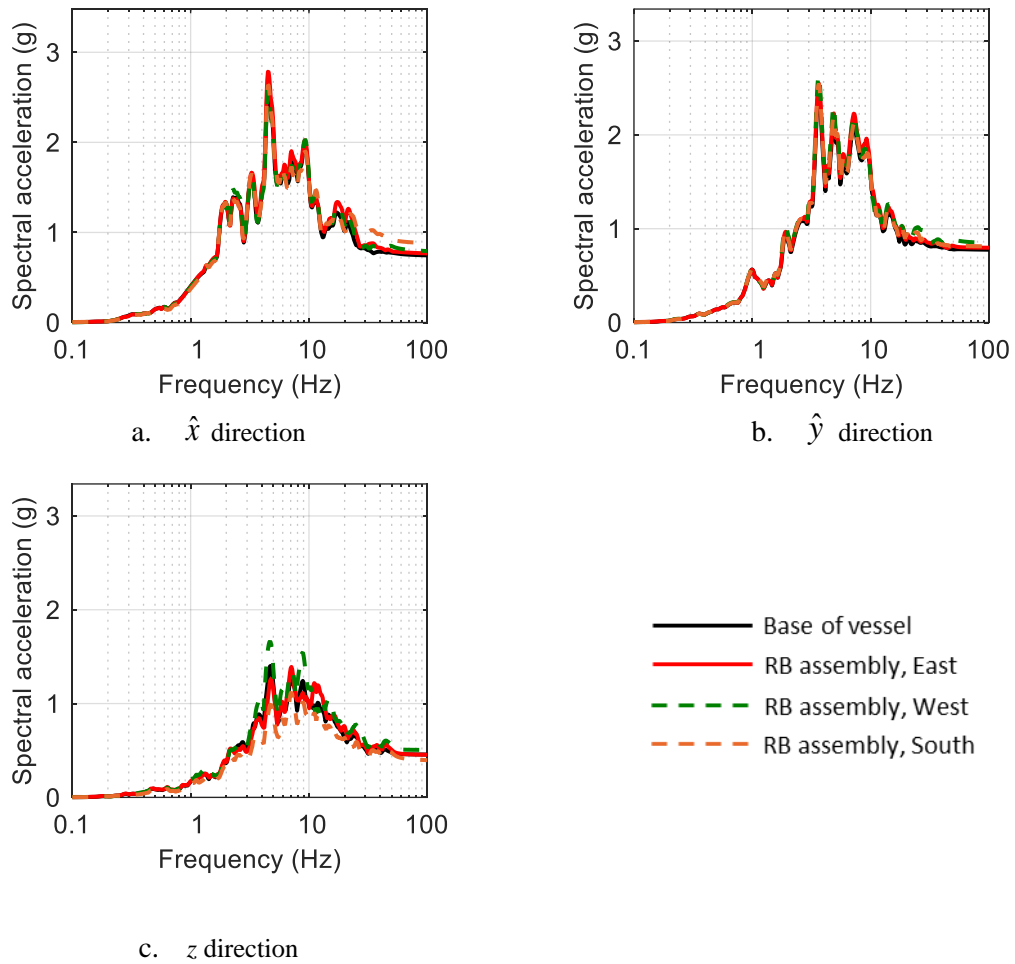 Spectral acceleration (g)
3
2
1
0
0.1 1 10 100
Frequency (Hz)
a. x̂ direction
Spectral acceleration (g)
3
2
1
0
0.1 1 10 100
Frequency (Hz)
b. ŷ direction
Spectral acceleration (g)
3
2
1
0
0.1 1 10 100
Frequency (Hz)
c. z direction
Base of vessel
RB assembly, East
RB assembly, West
RB assembly, South